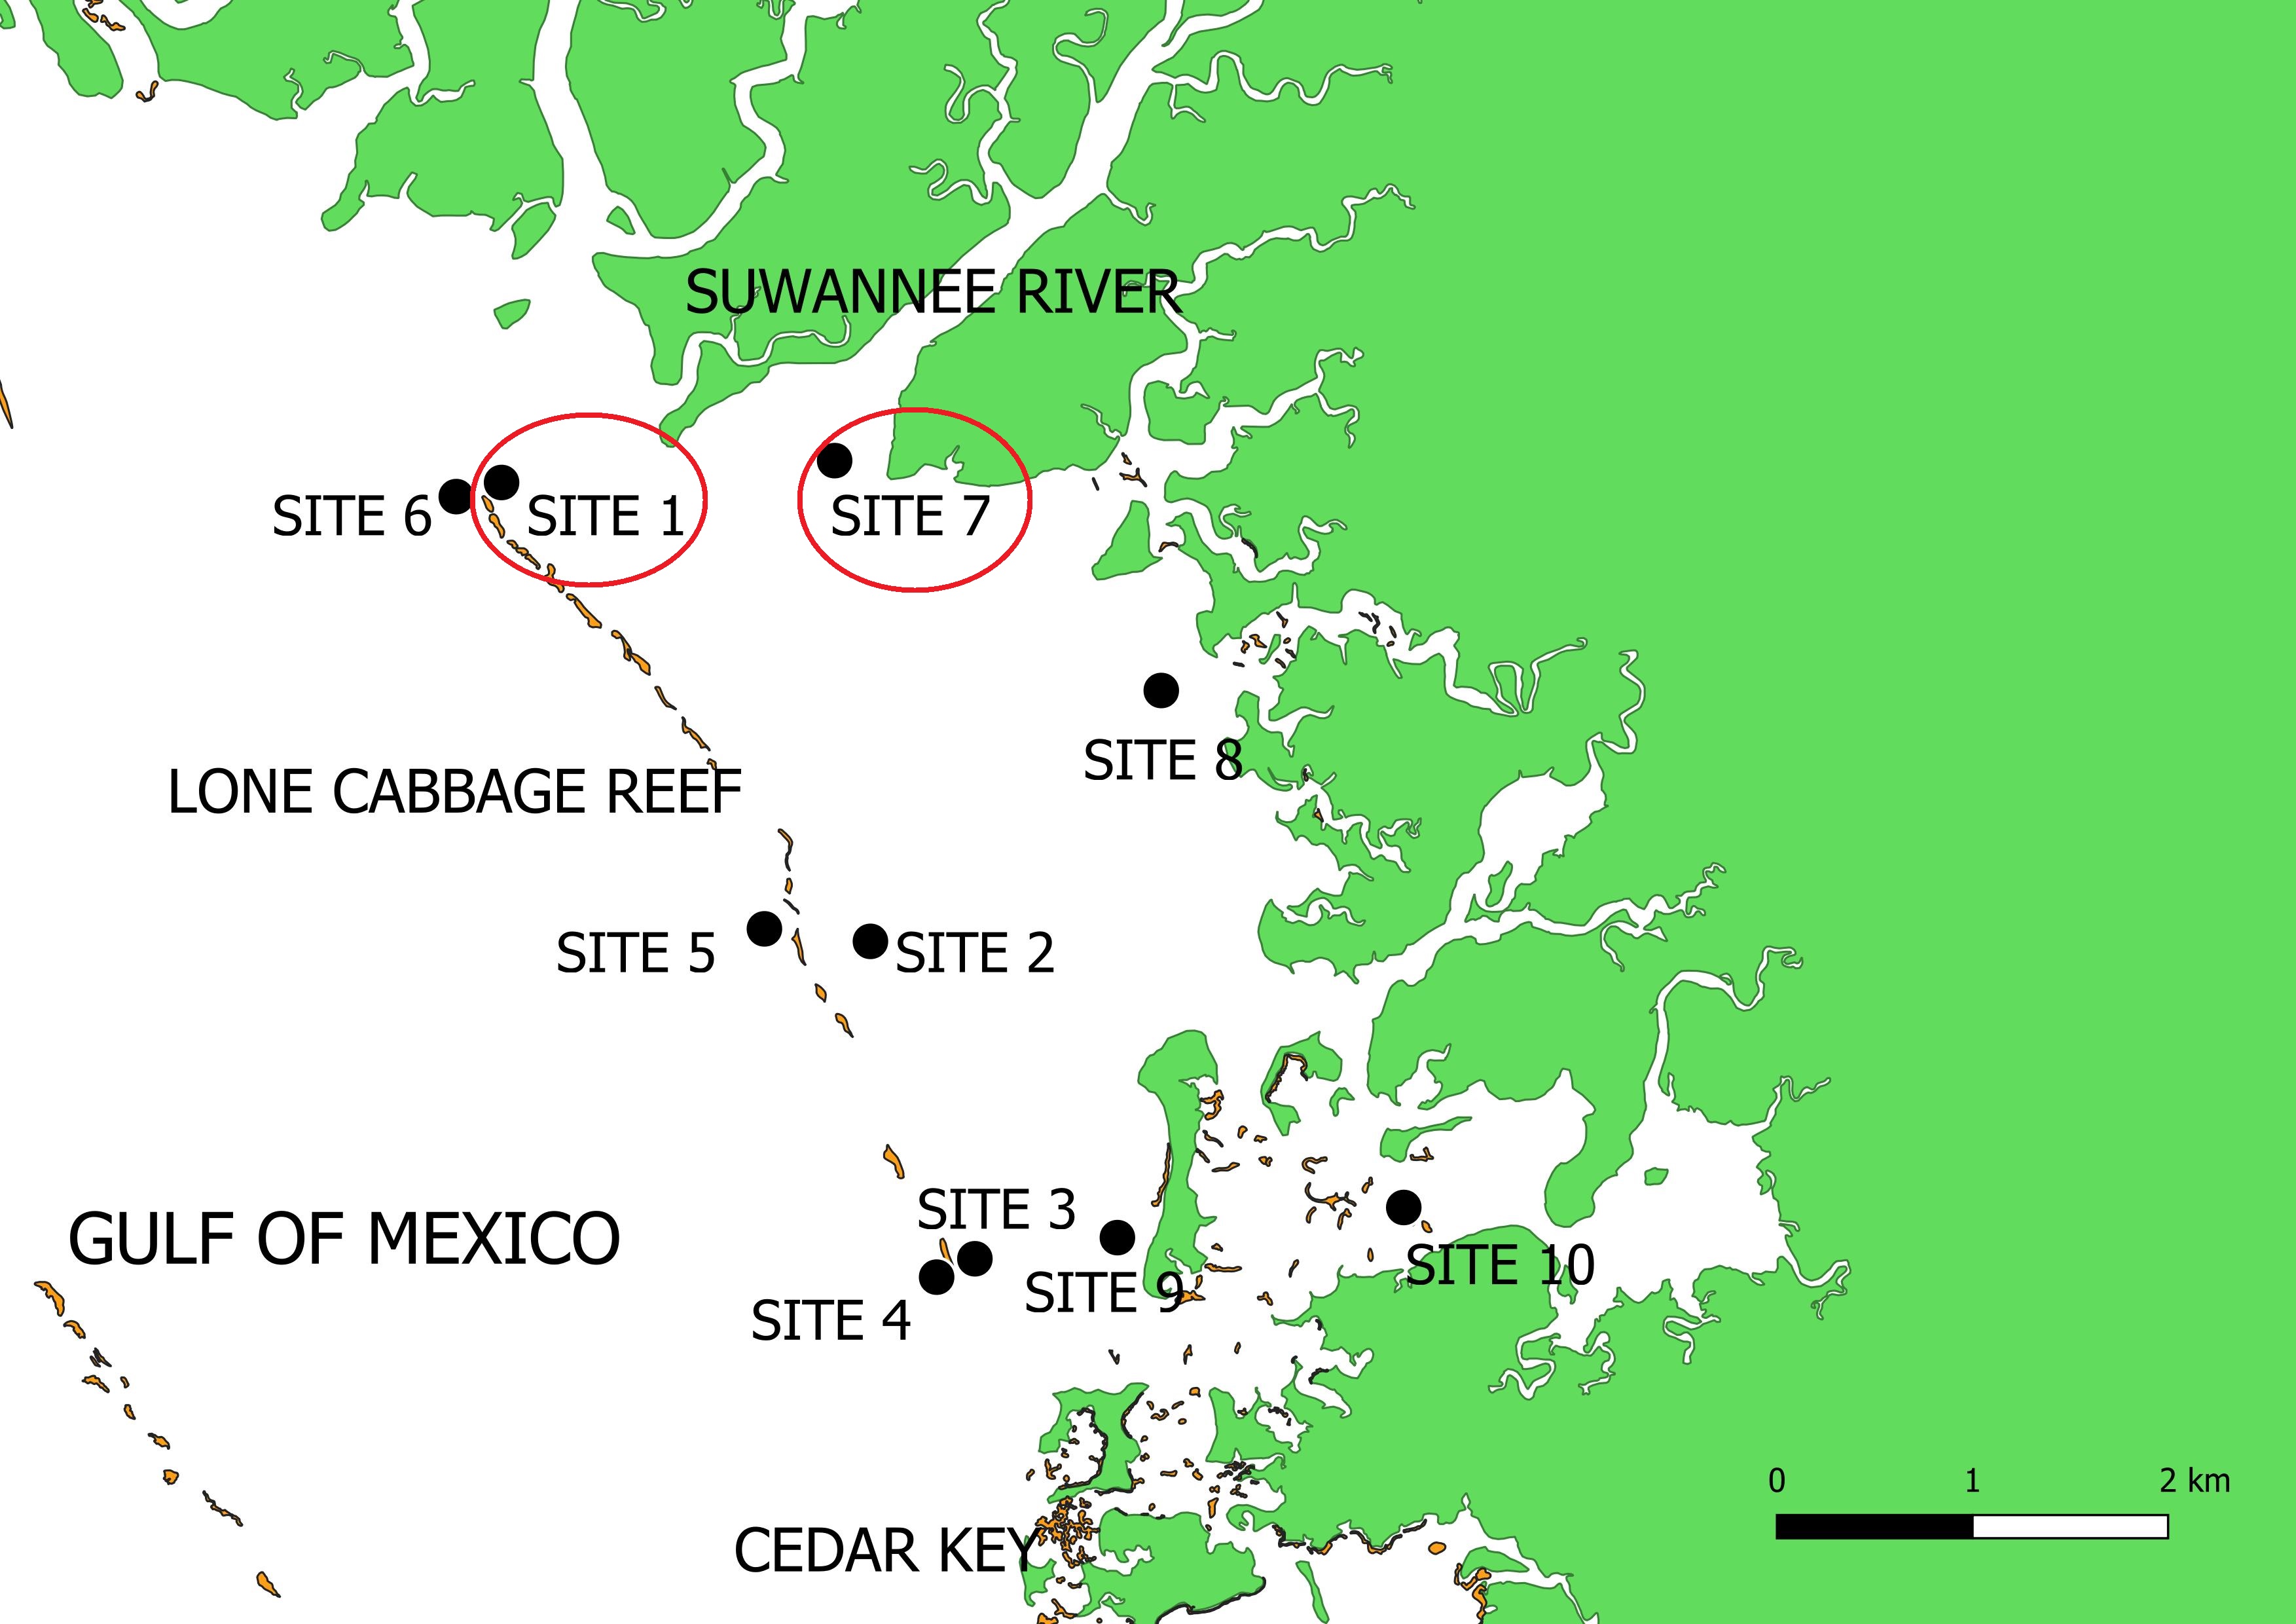 SUWANNEE RIVER
SITE 6
SITE 1
SITE 7
SITE 8
LONE CABBAGE REEF
SITE 5
SITE 2
SITE 3
GULF OF MEXICO
SITE 10
SITE 9
SITE 4
0 1 2 km
CEDAR KEY